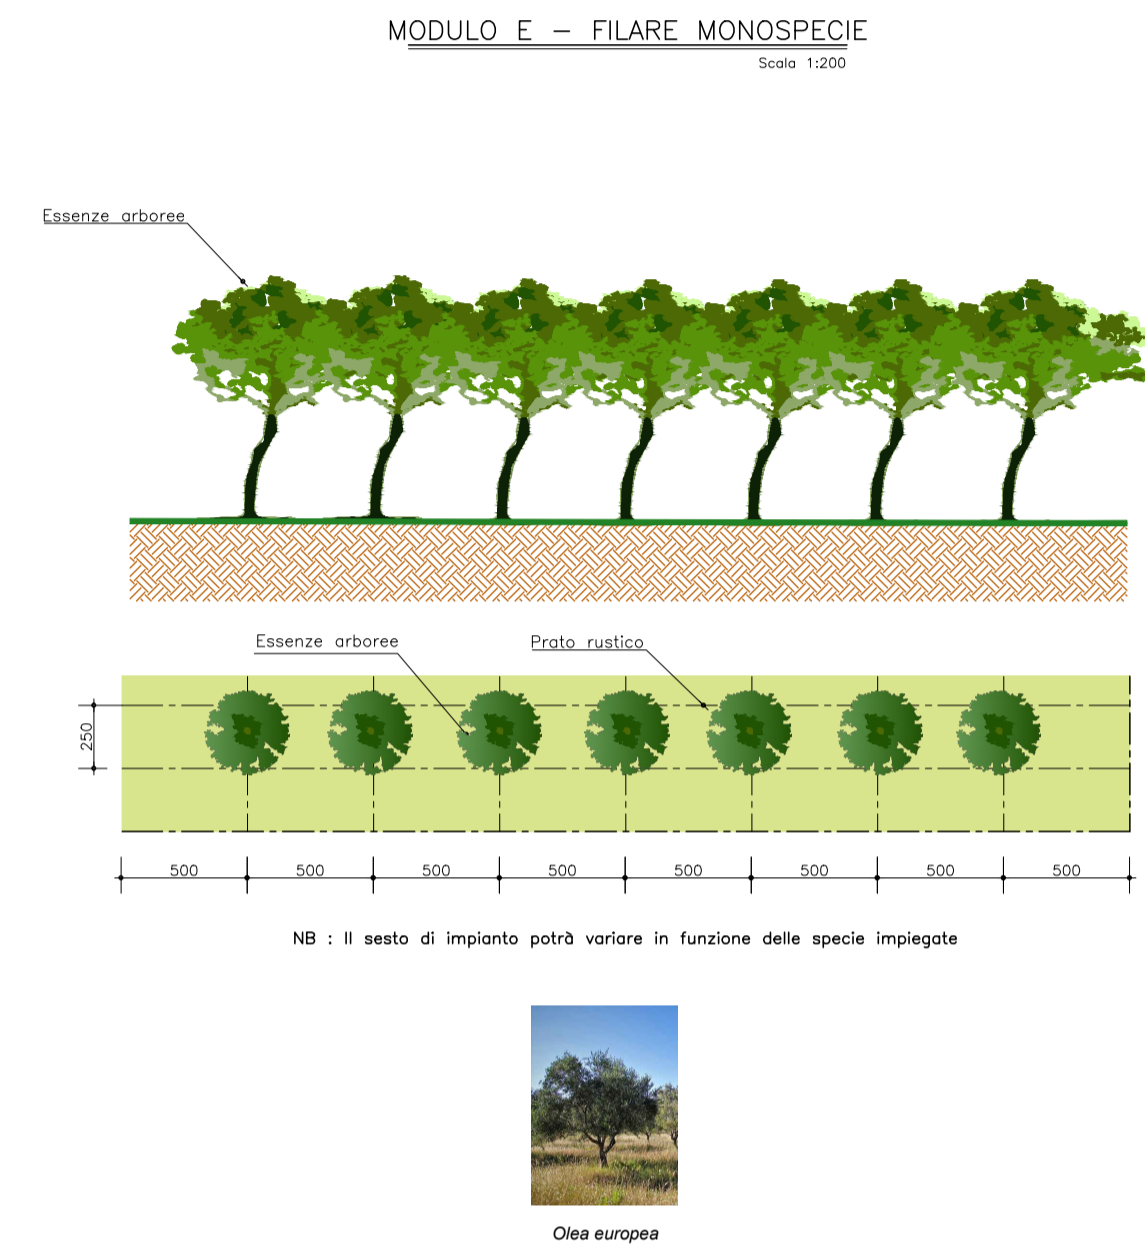 MODULO E – FILARE MONOSPECIE
Scala 1:200
Essenze arboree
Essenze arboree
Prato rustico
250
500 500 500 500 500 500 500 500
NB : Il sesto di impianto potrà variare in funzione delle specie impiegate
Olea europea